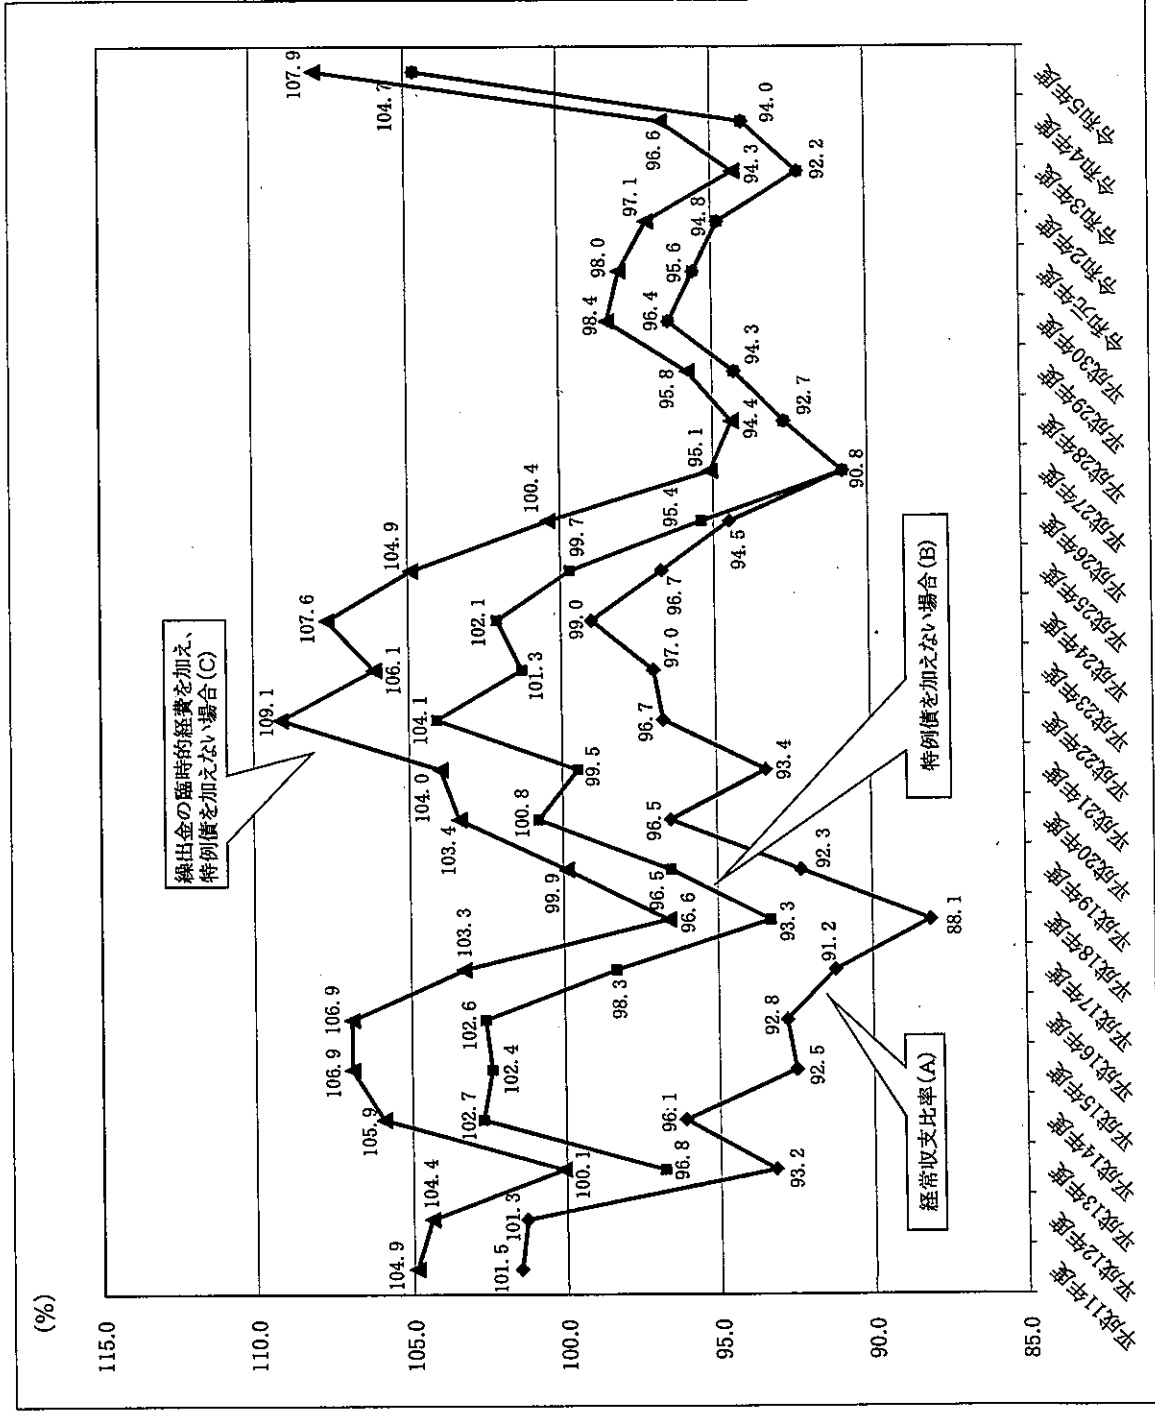 (%)
115.0
110.0
105.0
100.0
95.0
90.0
85.0
繰出金の臨時的経費を加え、
特例債を加えない場合(C)
104.9
104.4
100.1
105.9
106.9
106.9
103.3
96.6
99.9
103.4
104.0
109.1
106.1
107.6
104.9
100.4
95.1
94.4
95.8
98.4
98.0
97.1
94.3
96.6
107.9
特例債を加えない場合(B)
96.8
102.7
102.4
102.6
98.3
93.3
96.5
100.8
99.5
104.1
101.3
102.1
99.7
95.4
経常収支比率(A)
101.5
101.3
93.2
96.1
92.5
92.8
91.2
88.1
92.3
96.5
93.4
96.7
97.0
99.0
96.7
94.5
90.8
92.7
94.3
96.4
95.6
94.8
92.2
94.0
104.7
平成11年度
平成12年度
平成13年度
平成14年度
平成15年度
平成16年度
平成17年度
平成18年度
平成19年度
平成20年度
平成21年度
平成22年度
平成23年度
平成24年度
平成25年度
平成26年度
平成27年度
平成28年度
平成29年度
平成30年度
令和元年度
令和2年度
令和3年度
令和4年度
令和5年度